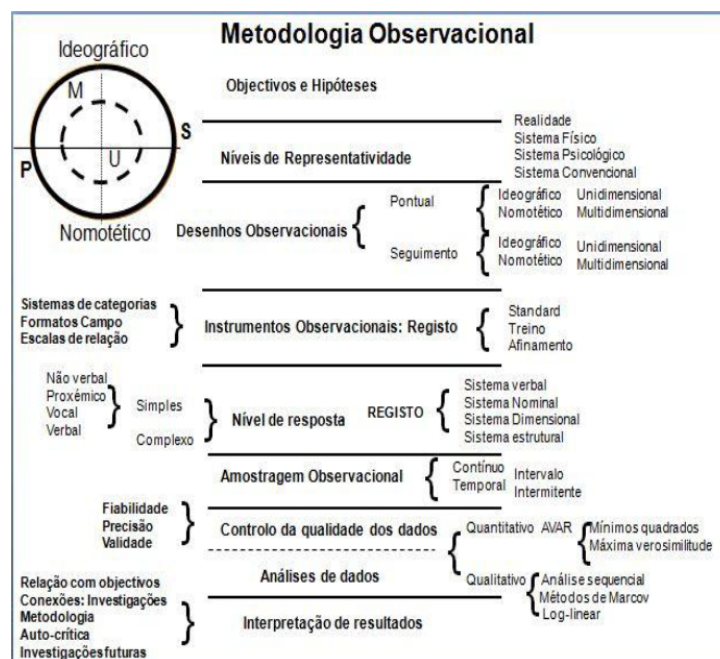 Metodologia Observacional
Ideográfico
M
S
P
U
Nomotético
Objectivos e Hipóteses
Níveis de Representatividade
Realidade
Sistema Físico
Sistema Psicológico
Sistema Convencional
Desenhos Observacionais
Pontual
Ideográfico Unidimensional
Nomotético Multidimensional
Seguimento
Ideográfico Unidimensional
Nomotético Multidimensional
Sistemas de categorias
Formatos Campo
Escalas de relação
Instrumentos Observacionais: Registo
Standard
Treino
Afinamento
Não verbal
Proxémico
Vocal
Verbal
Simples
Complexo
Nível de resposta
REGISTO
Sistema verbal
Sistema Nominal
Sistema Dimensional
Sistema estrutural
Amostragem Observacional
Contínuo
Temporal
Intervalo
Intermitente
Fiabilidade
Precisão
Validade
Controlo da qualidade dos dados
Quantitativo AVAR
Mínimos quadrados
Máxima verosimilitude
Análises de dados
Qualitativo
Análise sequencial
Métodos de Marcov
Log-linear
Relação com objectivos
Conexões: Investigações
Metodologia
Auto-crítica
Investigações futuras
Interpretação de resultados